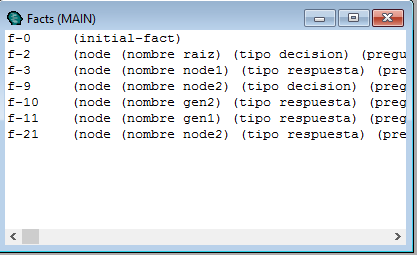 Facts (MAIN)
f-0 (initial-fact)
f-2 (node (nombre raiz) (tipo decision) (pregu
f-3 (node (nombre node1) (tipo respuesta) (pre
f-9 (node (nombre node2) (tipo decision) (preg
f-10 (node (nombre gen2) (tipo respuesta) (preg
f-11 (node (nombre gen1) (tipo respuesta) (preg
f-21 (node (nombre node2) (tipo respuesta) (pre